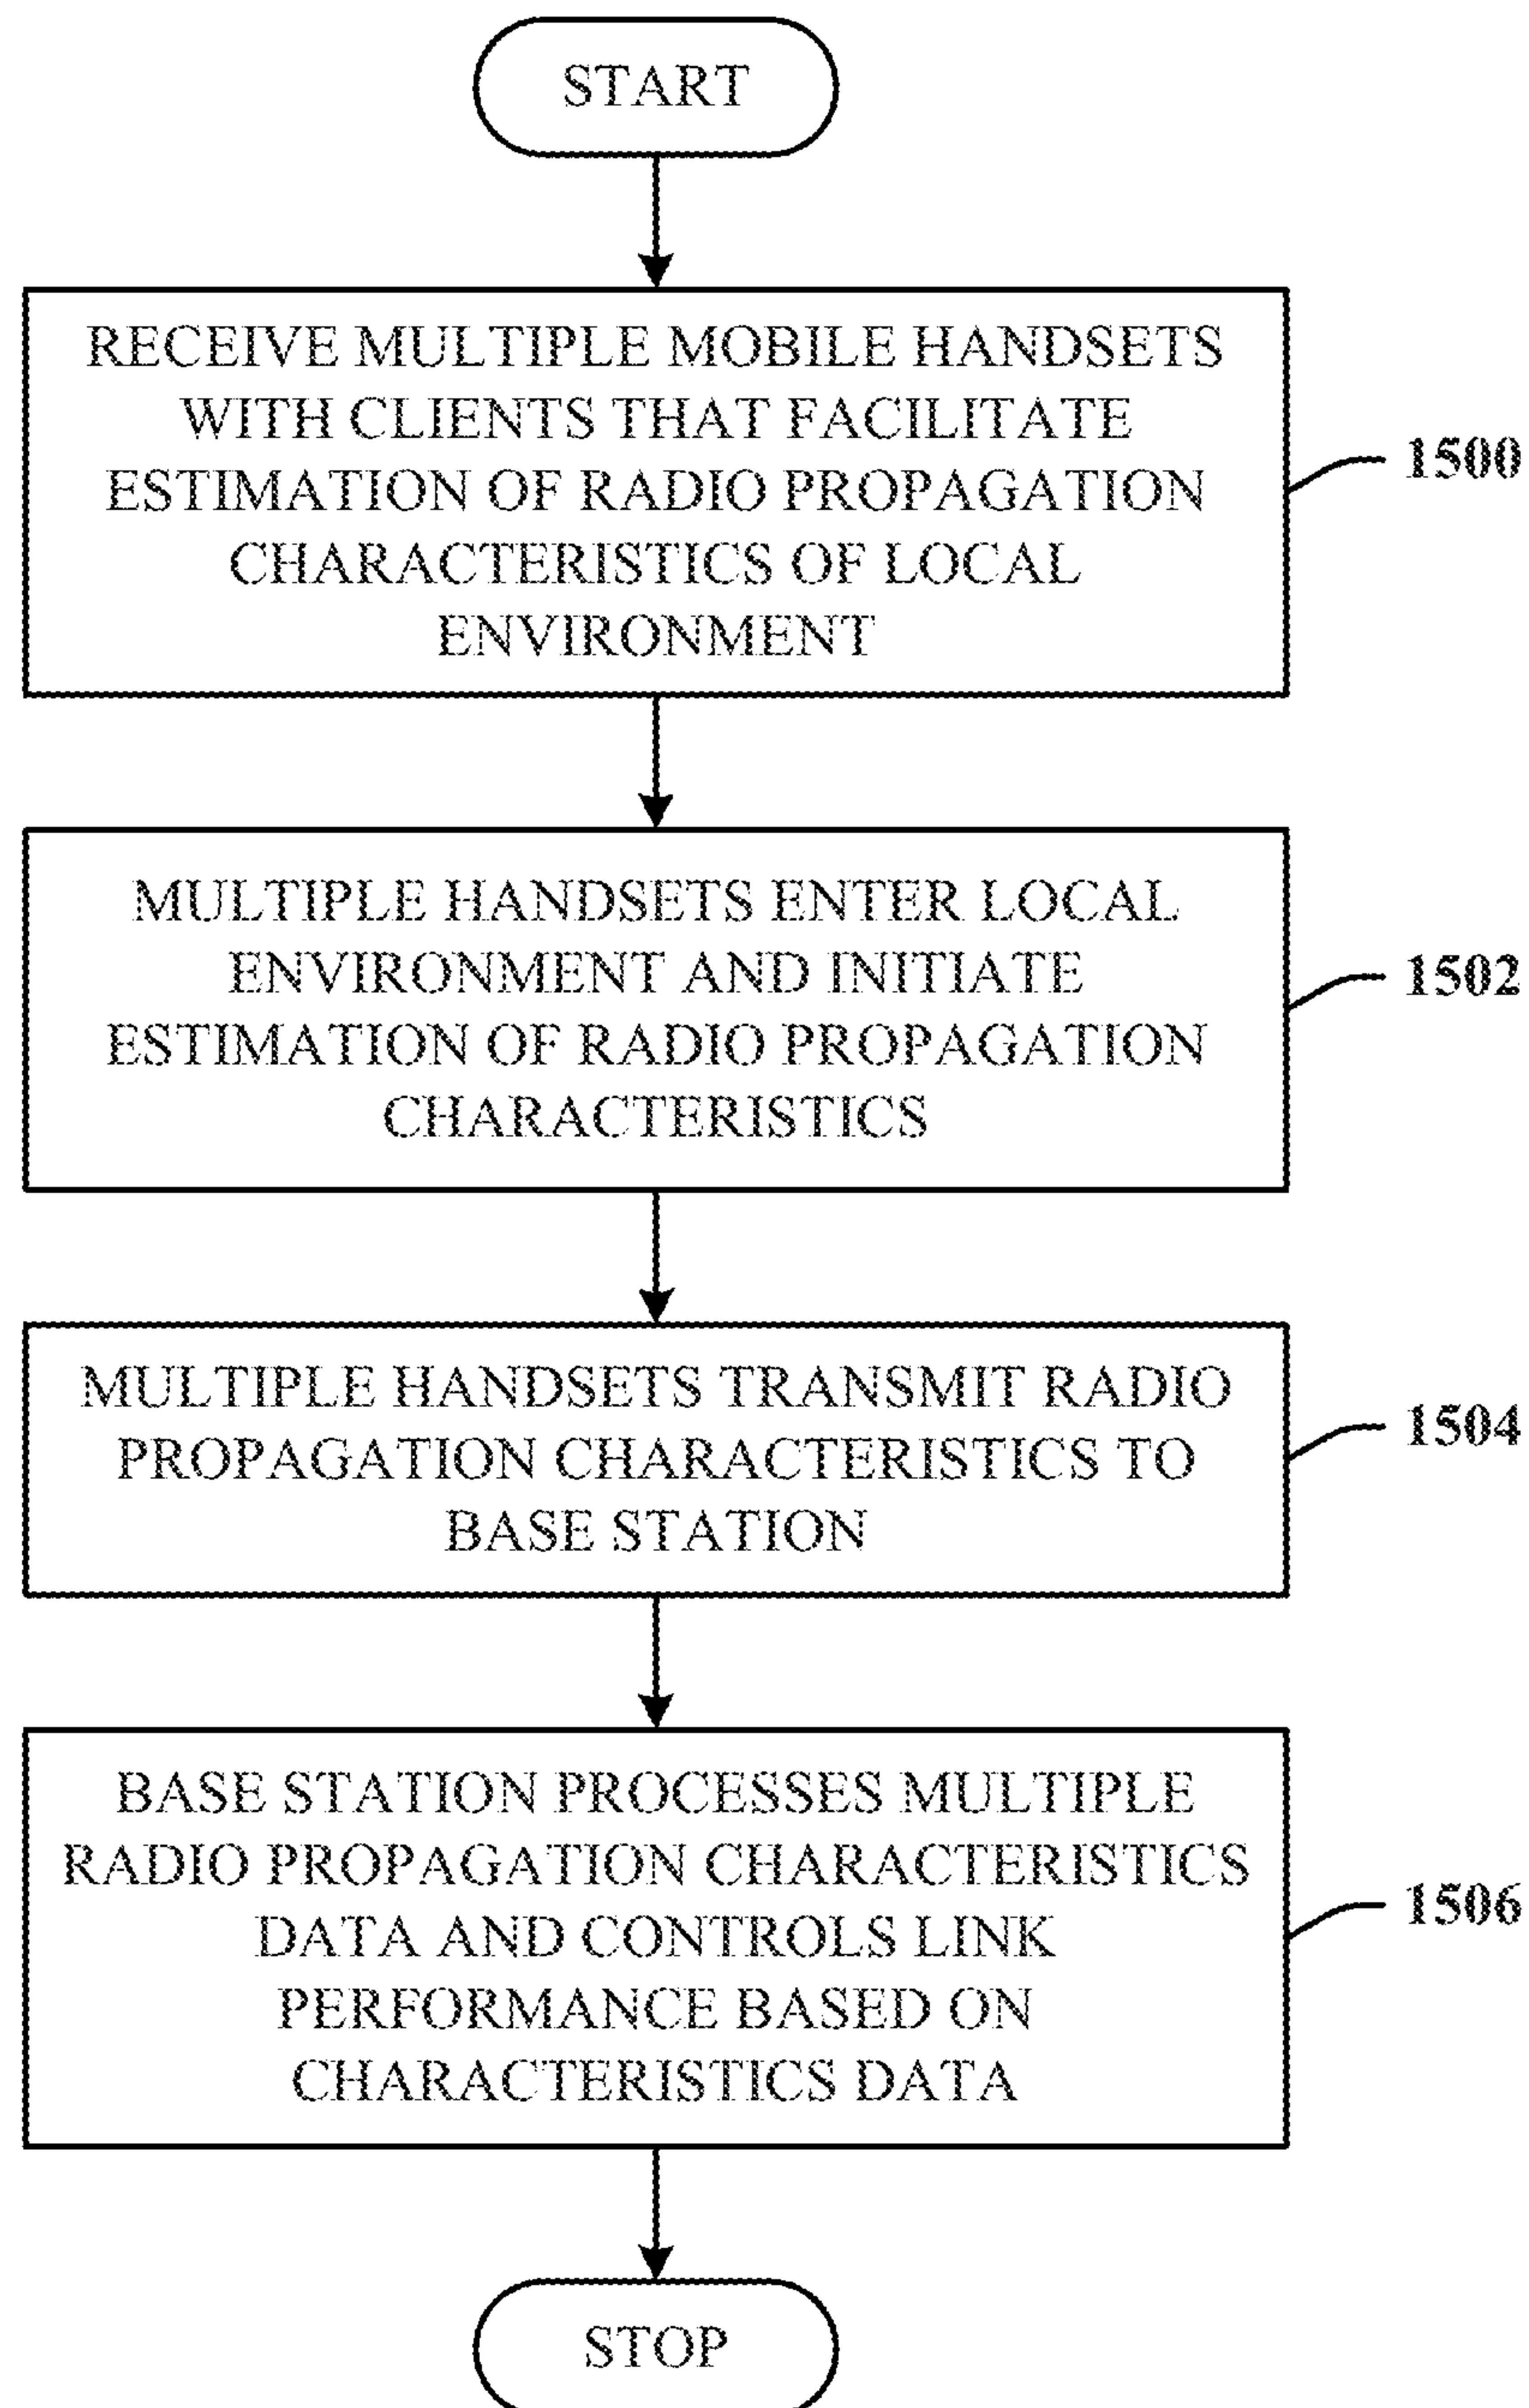 START
RECEIVE MULTIPLE MOBILE HANDSETS
WITH CLIENTS THAT FACILITATE
ESTIMATION OF RADIO PROPAGATION
CHARACTERISTICS OF LOCAL
ENVIRONMENT
1500
MULTIPLE HANDSETS ENTER LOCAL
ENVIRONMENT AND INITIATE
ESTIMATION OF RADIO PROPAGATION
CHARACTERISTICS
1502
MULTIPLE HANDSETS TRANSMIT RADIO
PROPAGATION CHARACTERISTICS TO
BASE STATION
1504
BASE STATION PROCESSES MULTIPLE
RADIO PROPAGATION CHARACTERISTICS
DATA AND CONTROLS LINK
PERFORMANCE BASED ON
CHARACTERISTICS DATA
1506
STOP